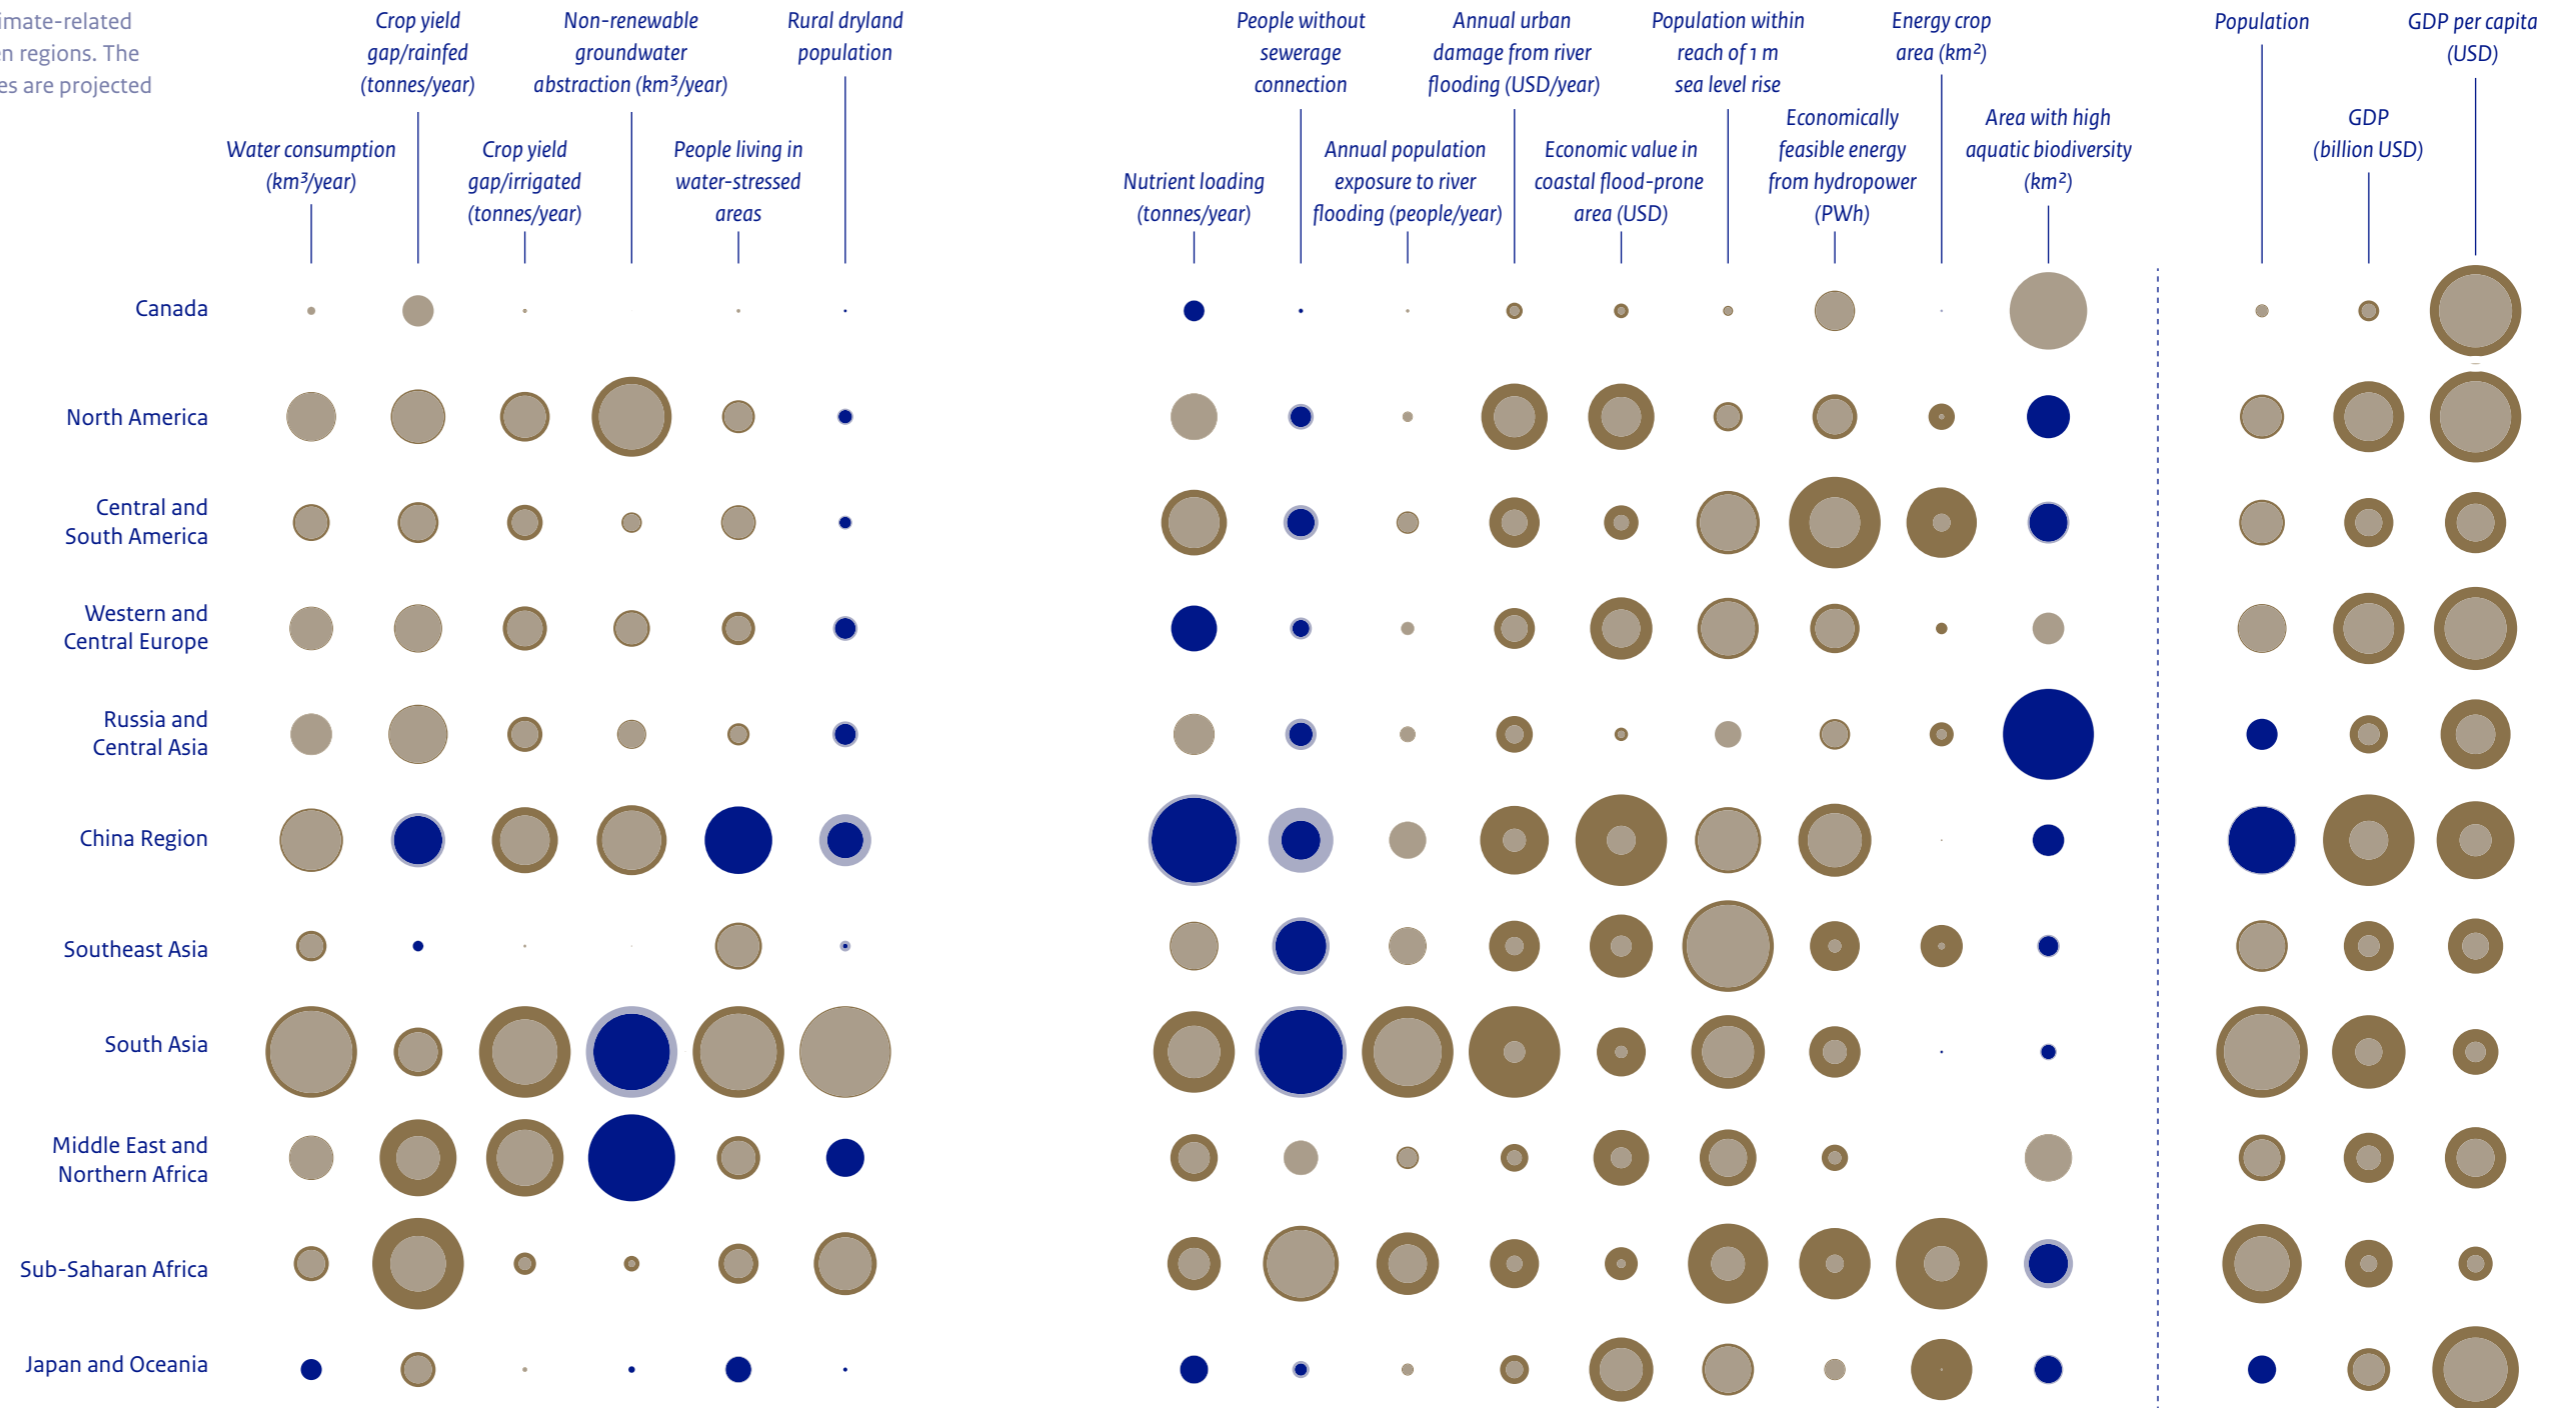 imate-related
n regions. The
es are projected
Crop yield
gap/rainfed
(tonnes/year)
Non-renewable
groundwater
abstraction (km³/year)
Rural dryland
population
Water consumption
(km³/year)
Crop yield
gap/irrigated
(tonnes/year)
People living in
water-stressed
areas
People without
sewerage
connection
Annual urban
damage from river
flooding (USD/year)
Population within
reach of 1 m
sea level rise
Energy crop
area (km²)
Nutrient loading
(tonnes/year)
Annual population
exposure to river
flooding (people/year)
Economic value in
coastal flood-prone
area (USD)
Economically
feasible energy
from hydropower
(PWh)
Area with high
aquatic biodiversity
(km²)
Population
GDP per capita
(USD)
GDP
(billion USD)
Canada
North America
Central and
South America
Western and
Central Europe
Russia and
Central Asia
China Region
Southeast Asia
South Asia
Middle East and
Northern Africa
Sub-Saharan Africa
Japan and Oceania